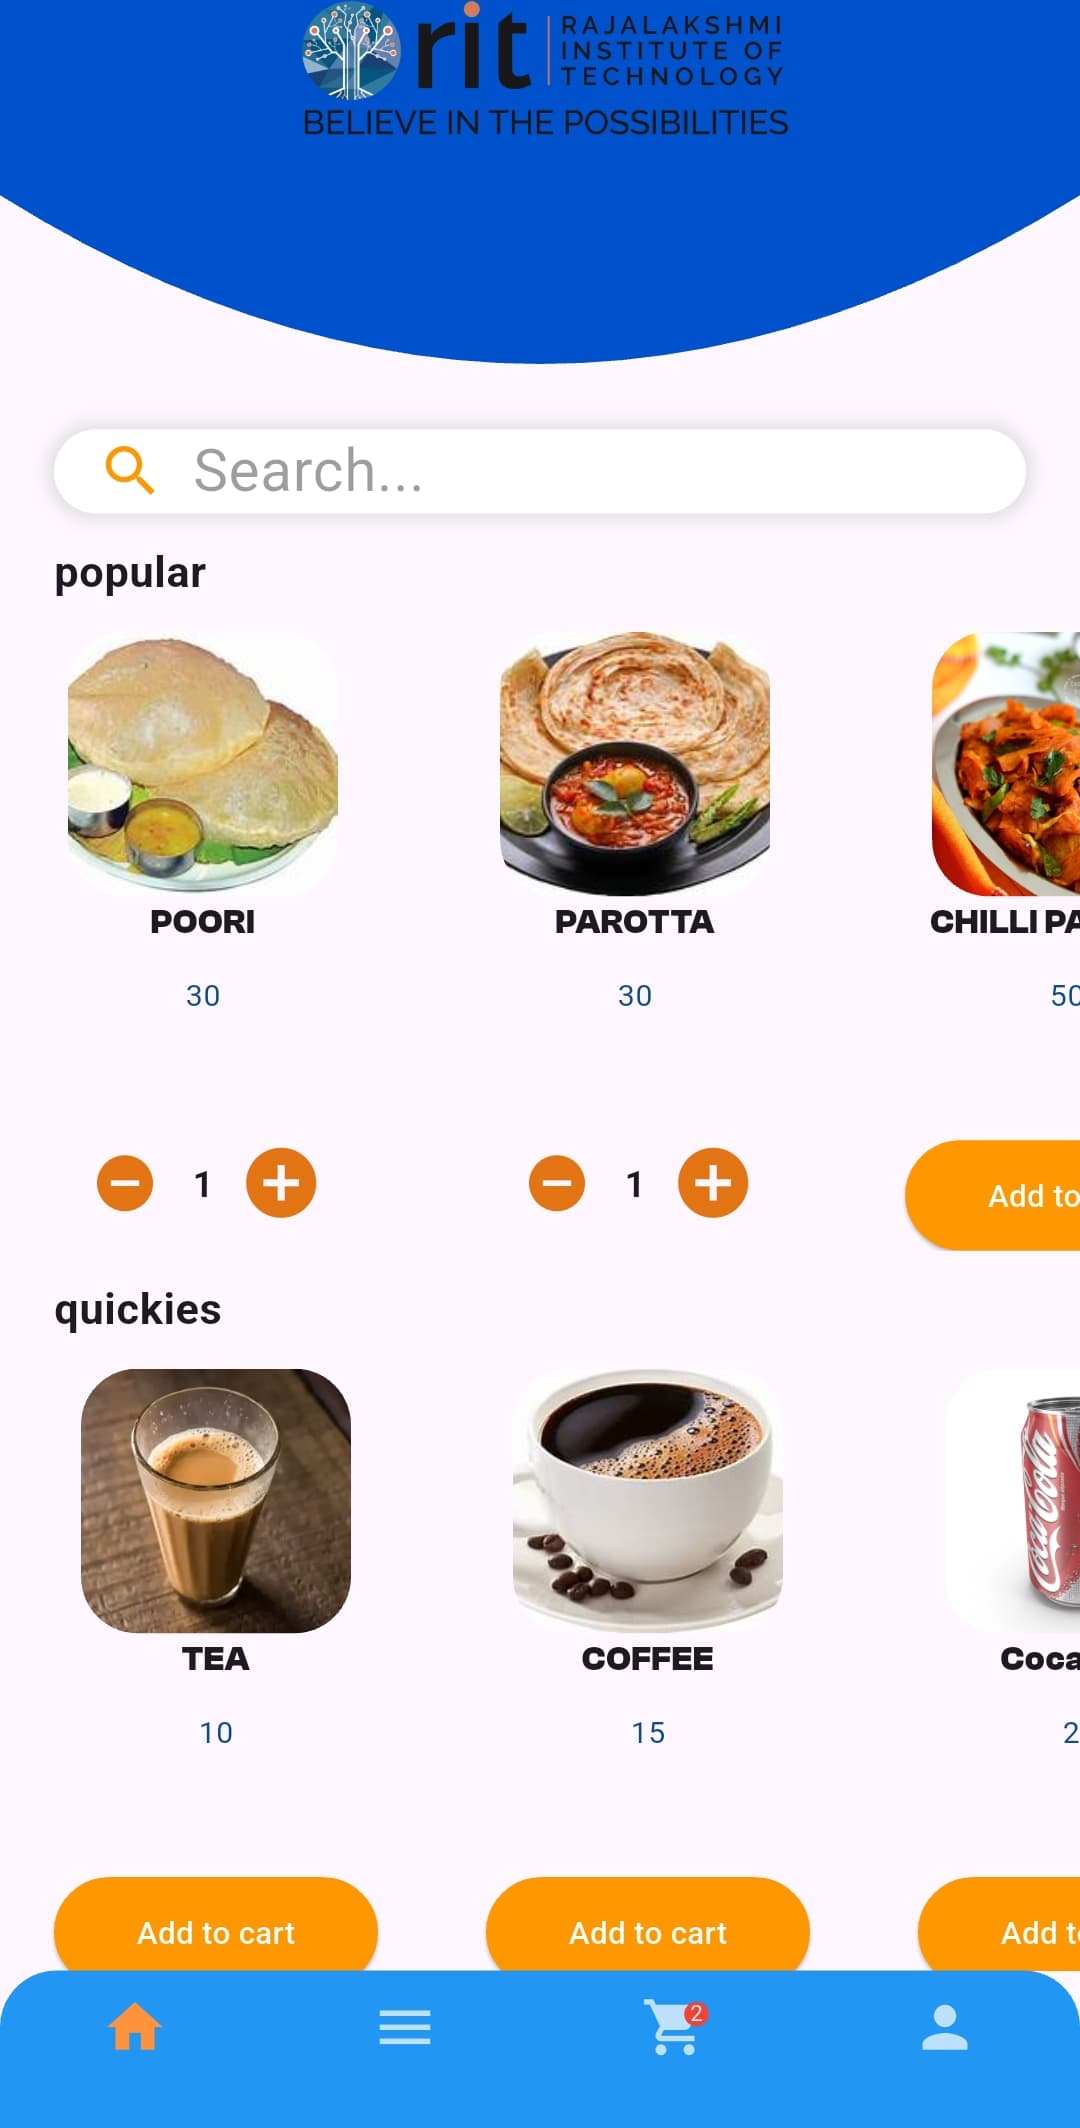 rit
RAJALAKSHMI
INSTITUTE OF
TECHNOLOGY
BELIEVE IN THE POSSIBILITIES
Search...
popular
POORI
PAROTTA
CHILLI PA
30
30
50
1
1
Add to
quickies
Coca Cola
TEA
COFFEE
Coca
10
15
2
Add to cart
Add to cart
Add to
2